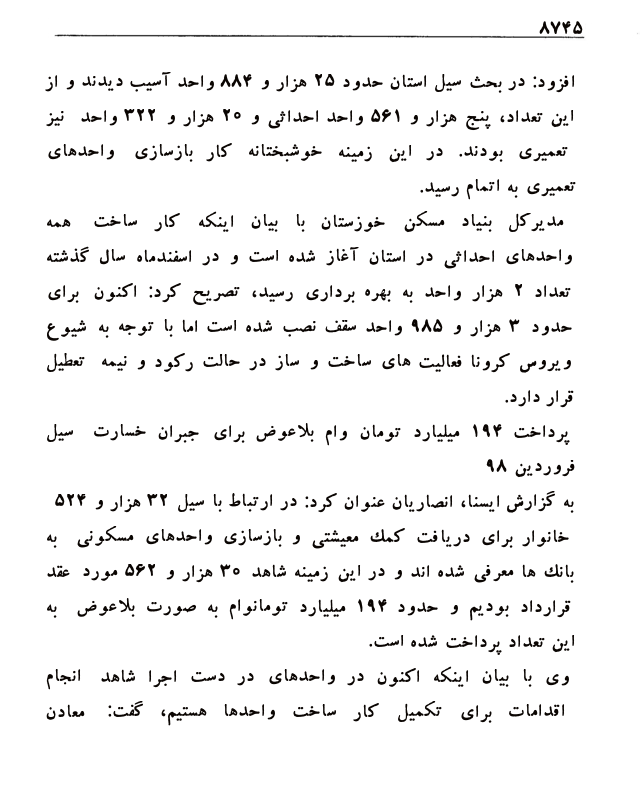 ۸۷۴۵
افزود: در بحث سیل استان حدود ۲۵ هزار و ۸۸۴ واحد آسیب دیدند و از
این تعداد، پنج هزار و ۵۶۱ واحد احداثی و ۲۰ هزار و ۳۲۲ واحد نیز
تعمیری بودند. در این زمینه خوشبختانه کار بازسازی واحدهای
تعمیری به اتمام رسید.
مدیرکل بنیاد مسکن خوزستان با بیان اینکه کار ساخت همه
واحدهای احداثی در استان آغاز شده است و در اسفندماه سال گذشته
تعداد ۲ هزار واحد به بهره برداری رسید، تصریح کرد: اکنون برای
حدود ۳ هزار و ۹۸۵ واحد سقف نصب شده است اما با توجه به شیوع
ویروس کرونا فعالیت های ساخت و ساز در حالت رکود و نیمه تعطیل
قرار دارد.
پرداخت ۱۹۴ میلیارد تومان وام بلاعوض برای جبران خسارت سیل
فروردین ۹۸
به گزارش ایسنا، انصاریان عنوان کرد: در ارتباط با سیل ۳۲ هزار و ۵۲۴
خانوار برای دریافت کمك معیشتی و بازسازی واحدهای مسکونی به
بانك ها معرفی شده اند و در این زمینه شاهد ۳۰ هزار و ۵۶۲ مورد عقد
قرارداد بودیم و حدود ۱۹۴ میلیارد تومانوام به صورت بلاعوض به
این تعداد پرداخت شده است.
وی با بیان اینکه اکنون در واحدهای در دست اجرا شاهد انجام
اقدامات برای تکمیل کار ساخت واحدها هستیم، گفت: معادن